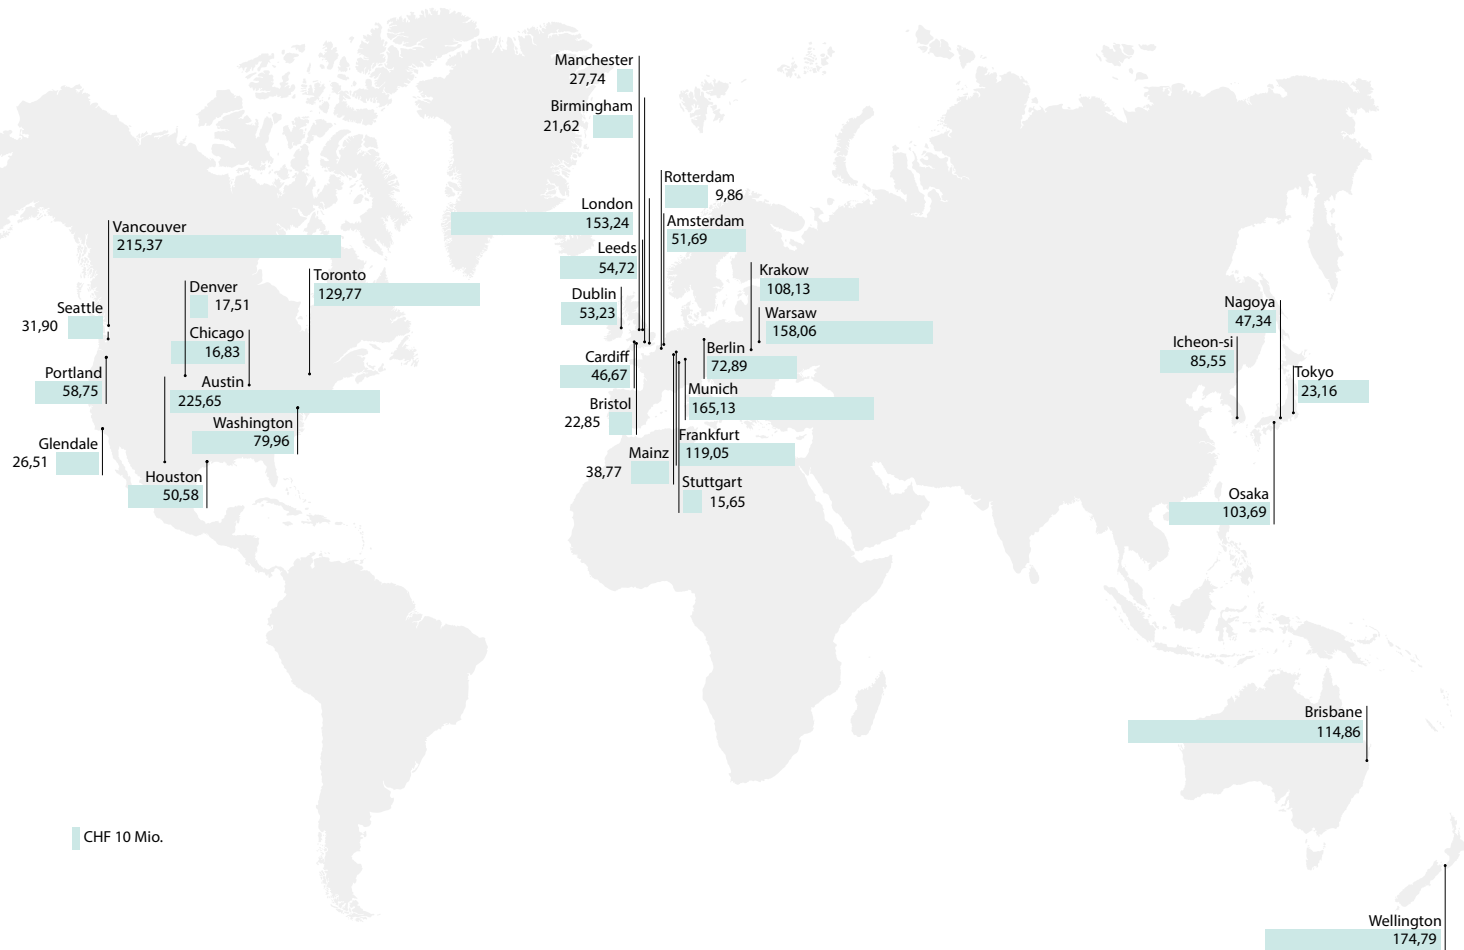 Manchester
27,74
Birmingham
21,62
Rotterdam
9,86
London
153,24
Amsterdam
51,69
Leeds
54,72
Vancouver
215,37
Toronto
129,77
Krakow
108,13
Denver
17,51
Dublin
53,23
Warsaw
158,06
Seattle
31,90
Nagoya
47,34
Chicago
16,83
Icheon-si
85,55
Berlin
72,89
Cardiff
46,67
Portland
58,75
Tokyo
23,16
Austin
225,65
Munich
165,13
Bristol
22,85
Washington
79,96
Frankfurt
119,05
Glendale
26,51
Mainz
38,77
Houston
50,58
Stuttgart
15,65
Osaka
103,69
Brisbane
114,86
CHF 10 Mio.
Wellington
174,79